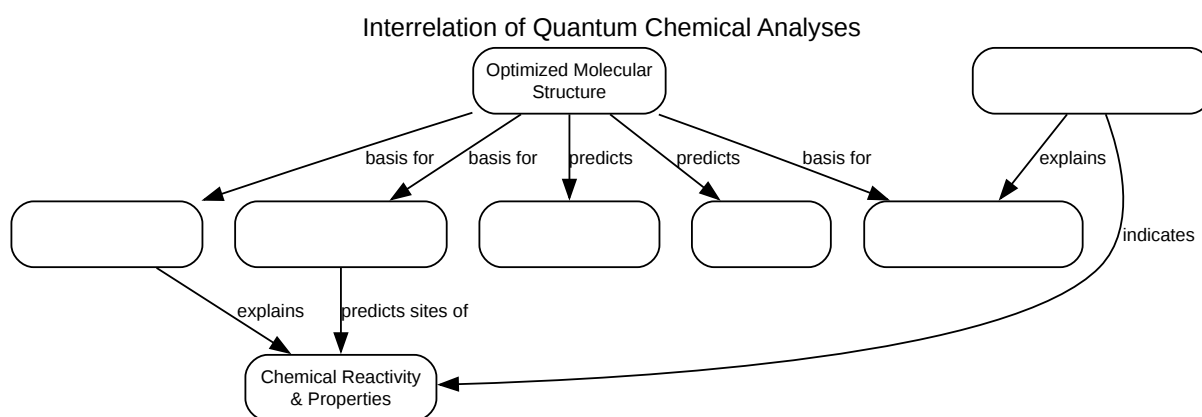 Interrelation of Quantum Chemical Analyses
Optimized Molecular
Structure
basis for
basis for
predicts
predicts
basis for
explains
indicates
explains
predicts sites of
Chemical Reactivity
& Properties